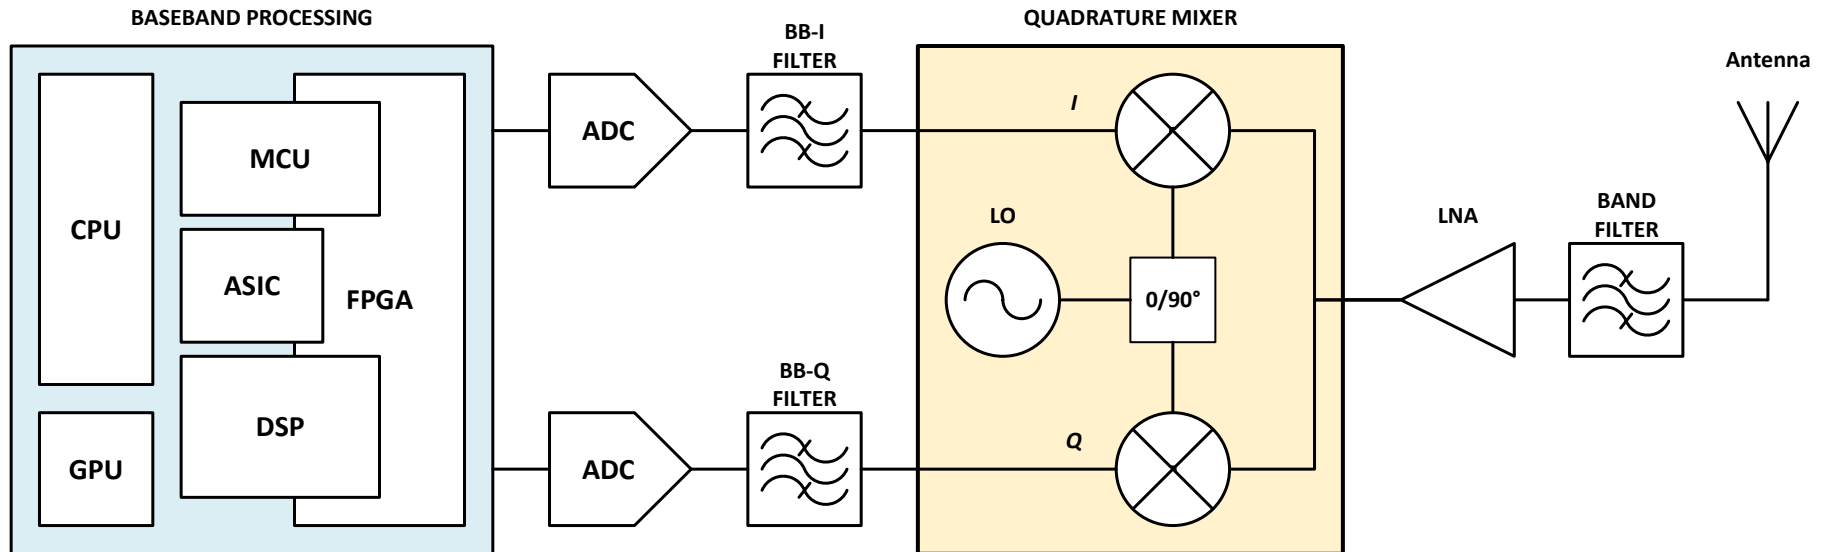 BASEBAND PROCESSING
QUADRATURE MIXER
BB-I
FILTER
Antenna
CPU
MCU
ASIC
FPGA
DSP
GPU
ADC
I
LO
0/90°
LNA
BAND
FILTER
BB-Q
FILTER
ADC
Q